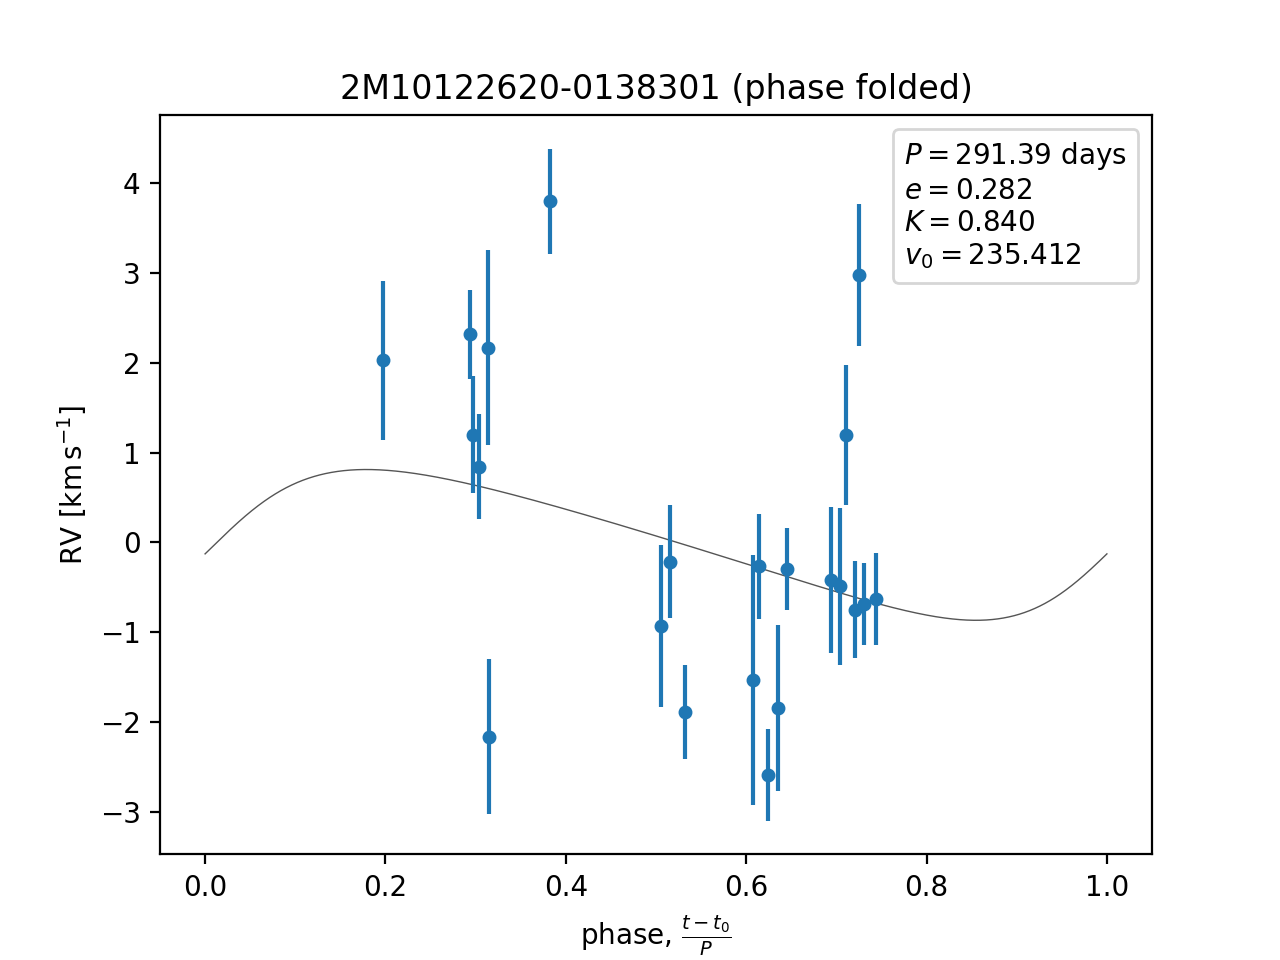 2M10122620-0138301 (phase folded)
P = 291.39 days
e = 0.282
K = 0.840
v₀ = 235.412
4
3
2
1
0
−1
−2
−3
RV [km s⁻¹]
0.0 0.2 0.4 0.6 0.8 1.0
phase, (t − t₀)/P